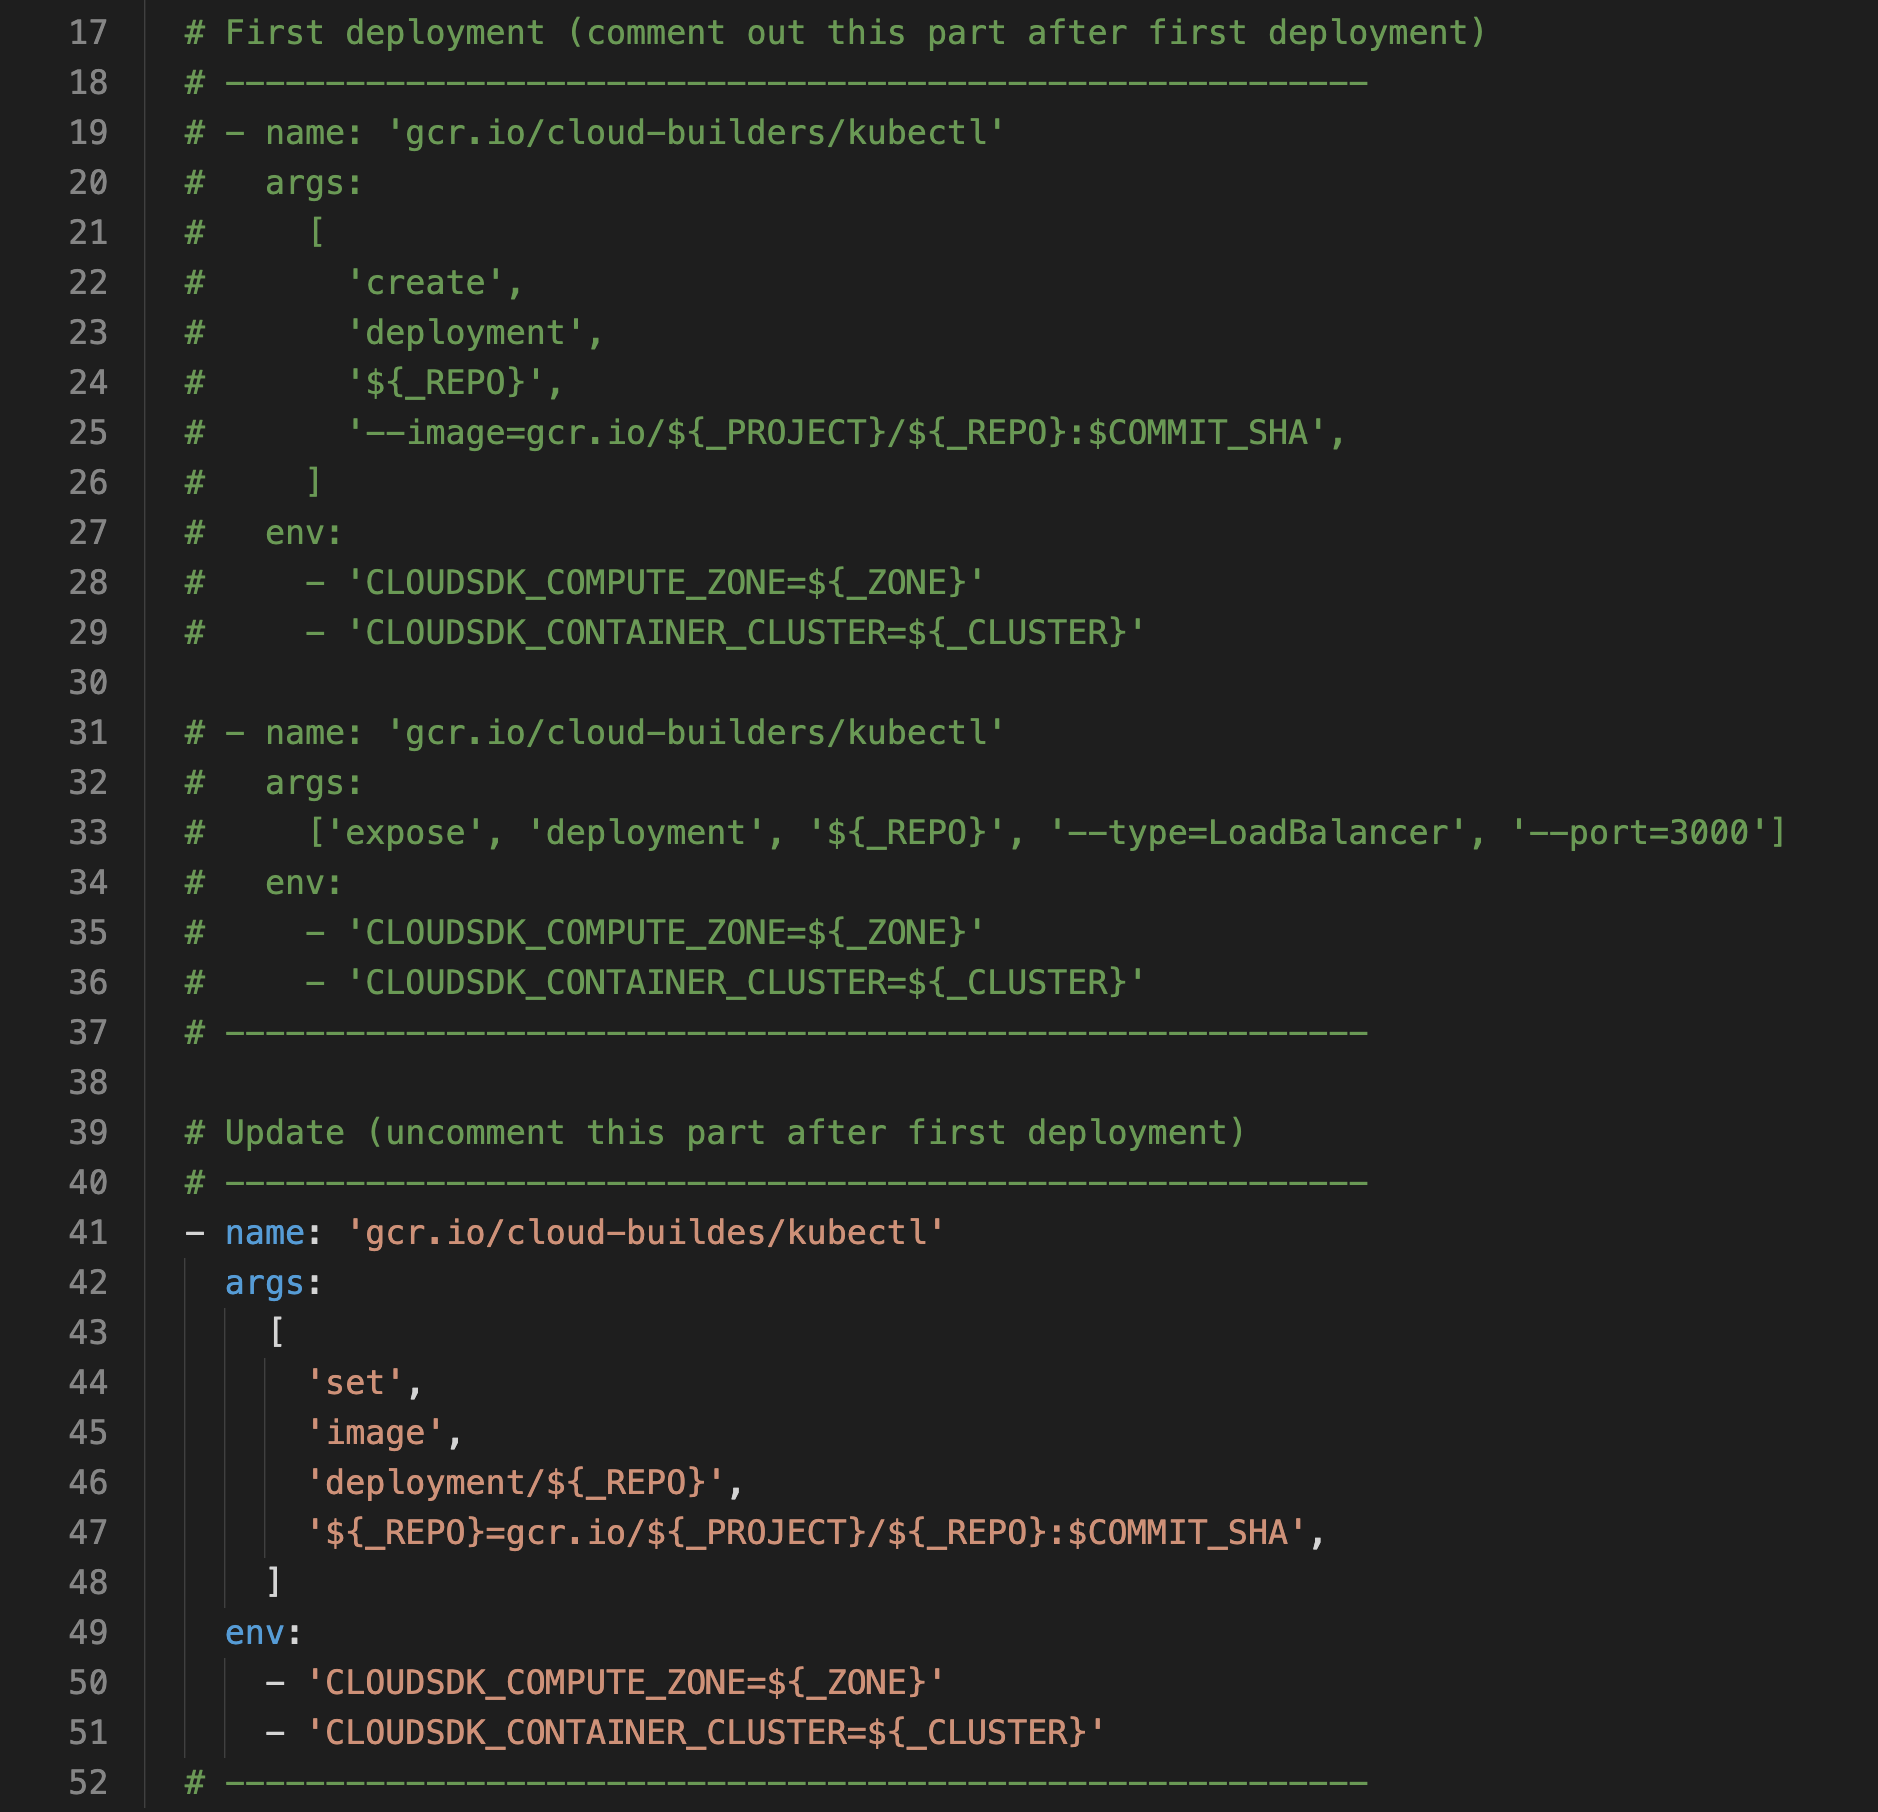 17 # First deployment (comment out this part after first deployment)
18 # ---------------------------------------------------------
19 # - name: 'gcr.io/cloud-builders/kubectl'
20 #   args:
21 #     [
22 #       'create',
23 #       'deployment',
24 #       '${_REPO}',
25 #       '--image=gcr.io/${_PROJECT}/${_REPO}:$COMMIT_SHA',
26 #     ]
27 #   env:
28 #     - 'CLOUDSDK_COMPUTE_ZONE=${_ZONE}'
29 #     - 'CLOUDSDK_CONTAINER_CLUSTER=${_CLUSTER}'
30
31 # - name: 'gcr.io/cloud-builders/kubectl'
32 #   args:
33 #     ['expose', 'deployment', '${_REPO}', '--type=LoadBalancer', '--port=3000']
34 #   env:
35 #     - 'CLOUDSDK_COMPUTE_ZONE=${_ZONE}'
36 #     - 'CLOUDSDK_CONTAINER_CLUSTER=${_CLUSTER}'
37 # ---------------------------------------------------------
38
39 # Update (uncomment this part after first deployment)
40 # ---------------------------------------------------------
41 - name: 'gcr.io/cloud-buildes/kubectl'
42   args:
43     [
44       'set',
45       'image',
46       'deployment/${_REPO}',
47       '${_REPO}=gcr.io/${_PROJECT}/${_REPO}:$COMMIT_SHA',
48     ]
49   env:
50     - 'CLOUDSDK_COMPUTE_ZONE=${_ZONE}'
51     - 'CLOUDSDK_CONTAINER_CLUSTER=${_CLUSTER}'
52 # ---------------------------------------------------------